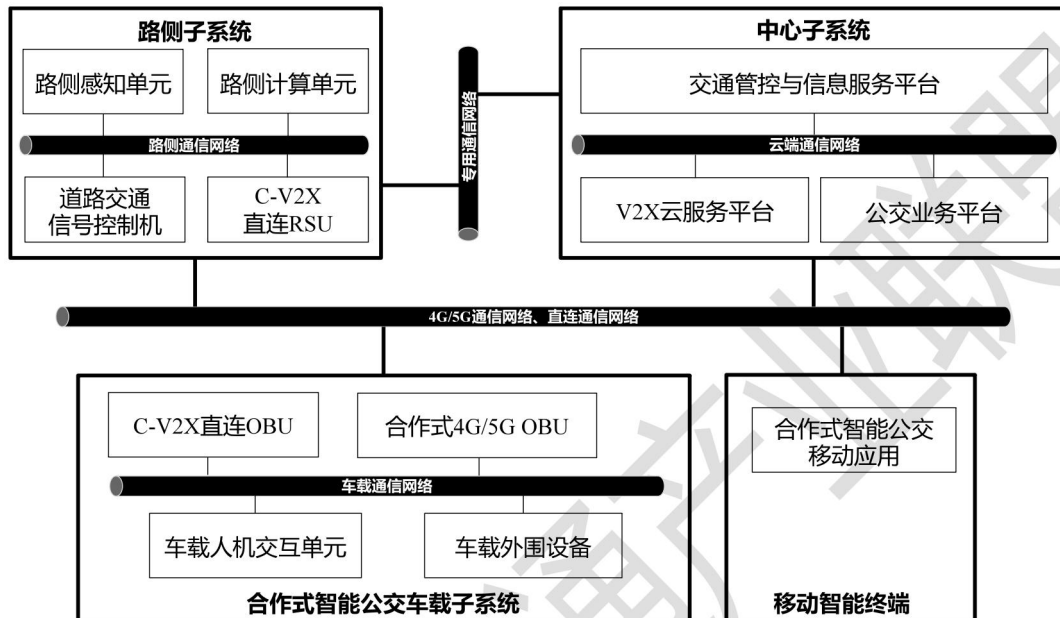 路侧子系统
路侧感知单元
路侧计算单元
路侧通信网络
道路交通
信号控制机
C-V2X
直连RSU
专用通信网络
中心子系统
交通管控与信息服务平台
云端通信网络
V2X云服务平台
公交业务平台
4G/5G通信网络、直连通信网络
C-V2X直连OBU
合作式4G/5G OBU
车载通信网络
车载人机交互单元
车载外围设备
合作式智能公交车载子系统
合作式智能公交
移动应用
移动智能终端
通产业联